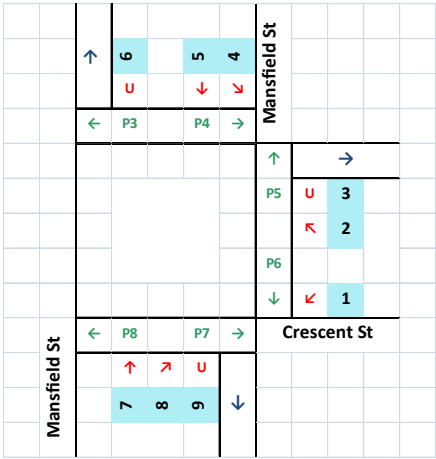 Mansfield St
6 5 4
U
P3 P4
P5 U 3
2
P6
1
P8 P7
Crescent St
Mansfield St
U
7 8 9